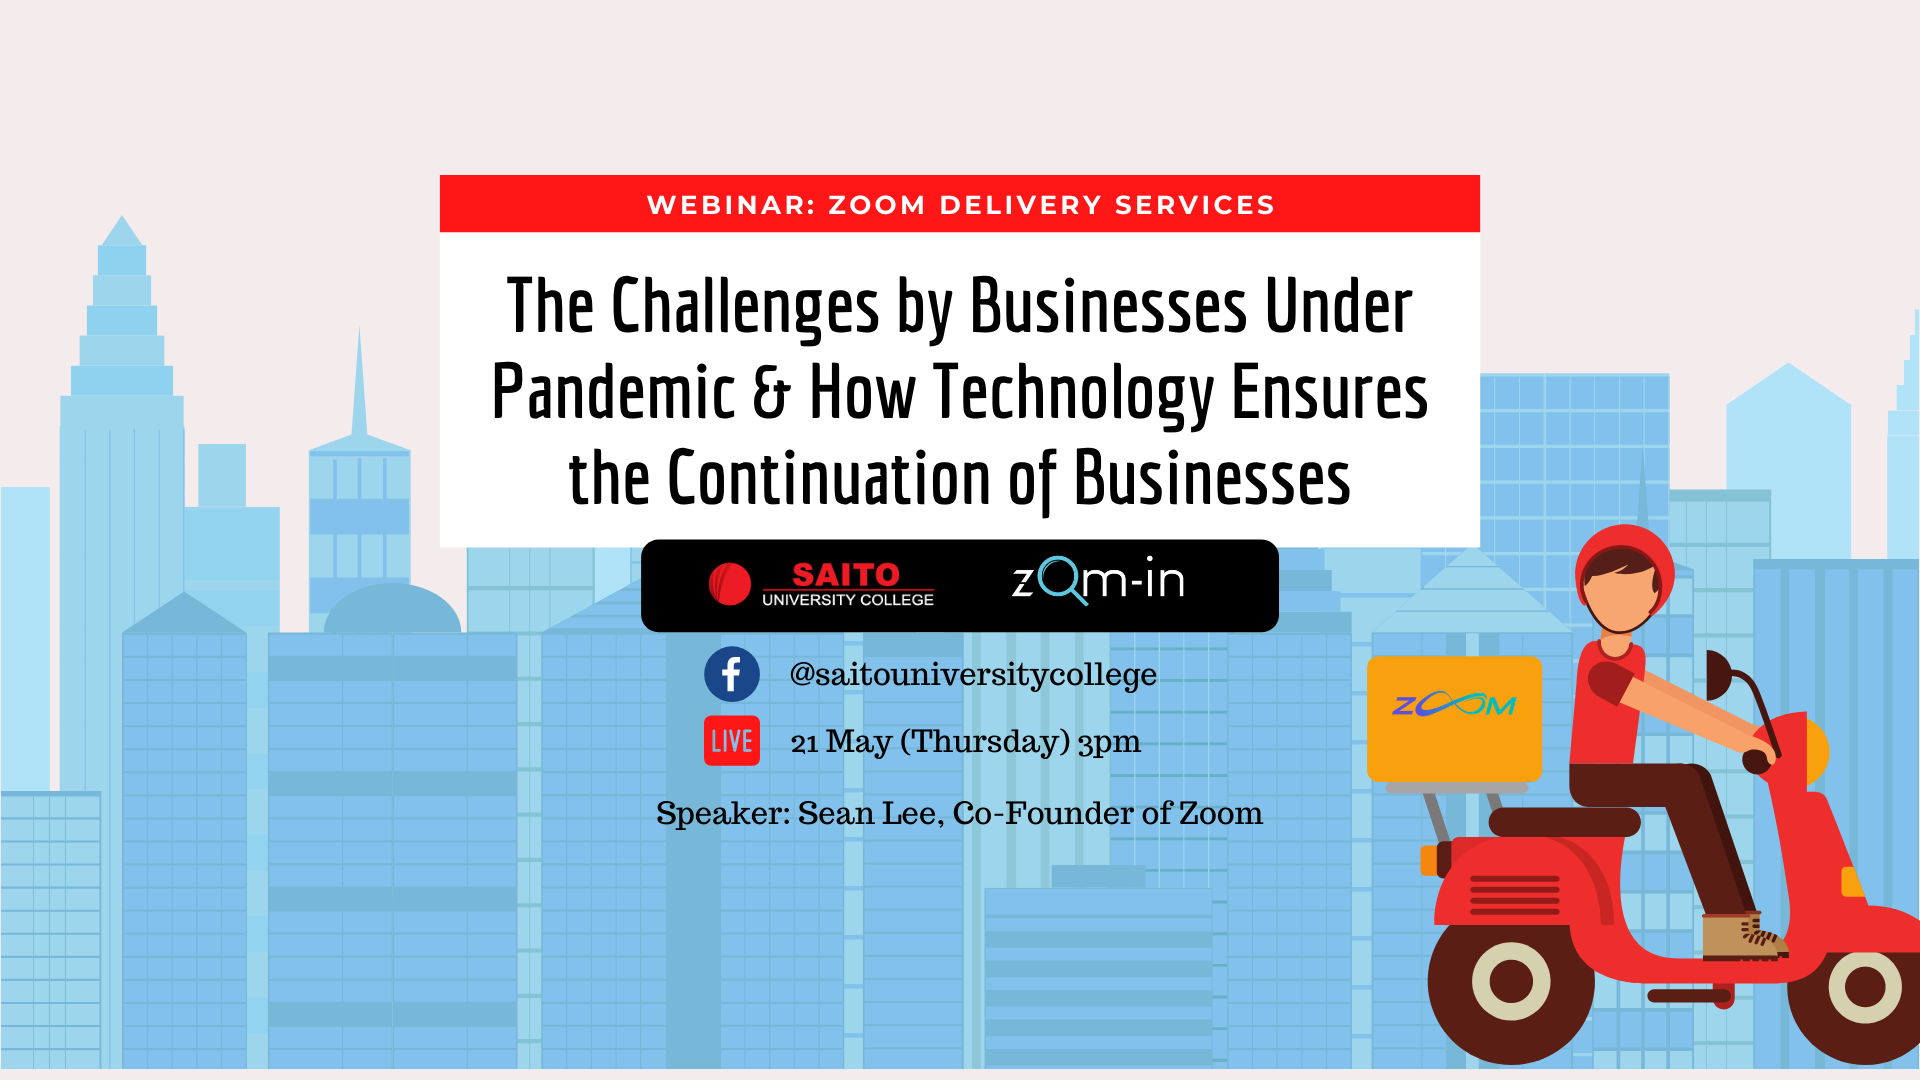 WEBINAR: ZOOM DELIVERY SERVICES
The Challenges by Businesses Under
Pandemic & How Technology Ensures
the Continuation of Businesses
SAITO
UNIVERSITY COLLEGE
zOm-in
@saitouniversitycollege
LIVE
21 May (Thursday) 3pm
Speaker: Sean Lee, Co-Founder of Zoom
ZOOM